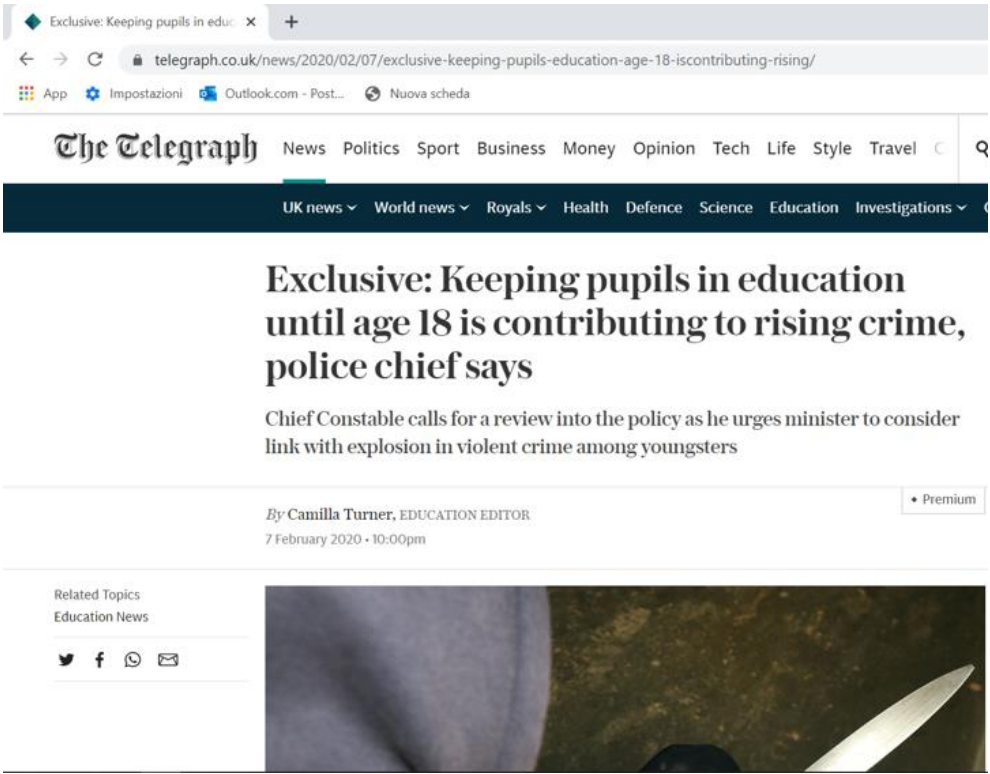 Exclusive: Keeping pupils in educ
telegraph.co.uk/news/2020/02/07/exclusive-keeping-pupils-education-age-18-iscontributing-rising/
App Impostazioni Outlook.com - Post... Nuova scheda
The Telegraph News Politics Sport Business Money Opinion Tech Life Style Travel
UK news World news Royals Health Defence Science Education Investigations
Exclusive: Keeping pupils in education
until age 18 is contributing to rising crime,
police chief says
Chief Constable calls for a review into the policy as he urges minister to consider
link with explosion in violent crime among youngsters
Premium
By Camilla Turner, EDUCATION EDITOR
7 February 2020 • 10:00pm
Related Topics
Education News